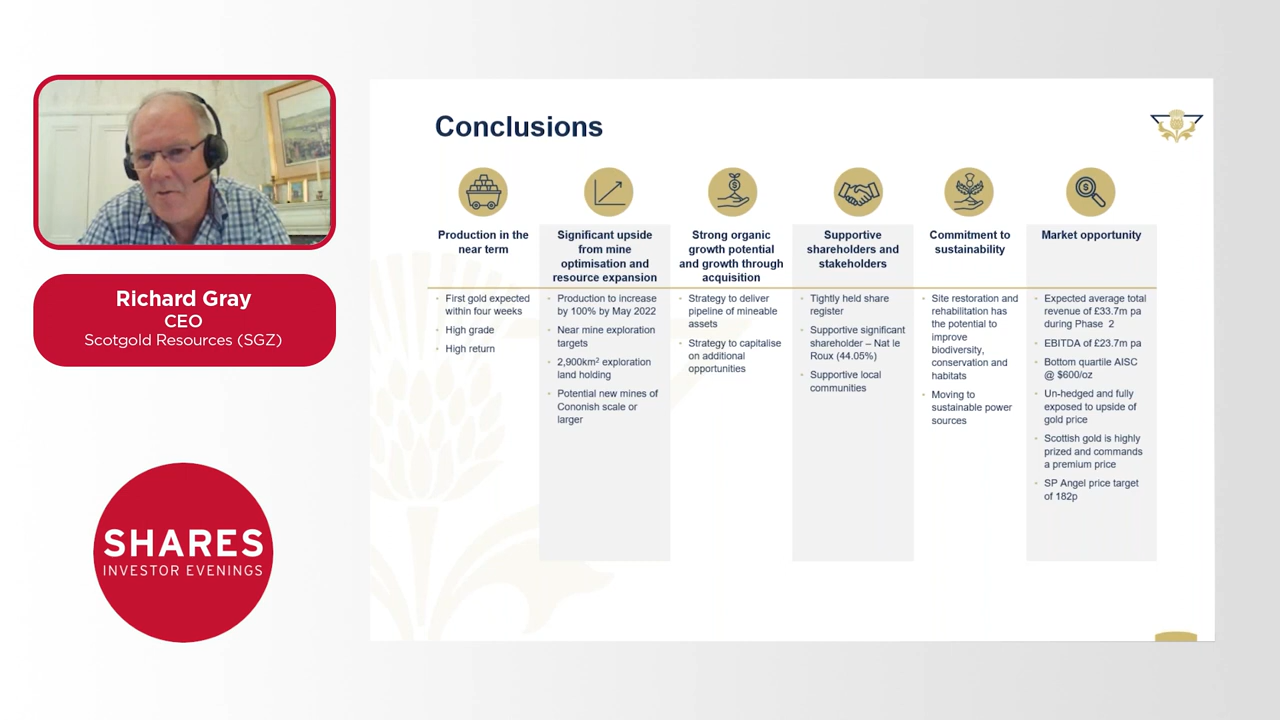 Richard Gray
CEO
Scotgold Resources (SGZ)
SHARES
INVESTOR EVENINGS
Conclusions
Production in the
near term
• First gold expected
within four weeks
• High grade
• High return
Significant upside
from mine
optimisation and
resource expansion
• Production to increase
by 100% by May 2022
• Near mine exploration
targets
• 2,900km² exploration
land holding
• Potential new mines of
Cononish scale or
larger
Strong organic
growth potential
and growth through
acquisition
• Strategy to deliver
pipeline of mineable
assets
• Strategy to capitalise
on additional
opportunities
Supportive
shareholders and
stakeholders
• Tightly held share
register
• Supportive significant
shareholder – Nat le
Roux (44.05%)
• Supportive local
communities
Commitment to
sustainability
• Site restoration and
rehabilitation has
the potential to
improve
biodiversity,
conservation and
habitats
• Moving to
sustainable power
sources
Market opportunity
• Expected average total
revenue of £33.7m pa
during Phase 2
• EBITDA of £23.7m pa
• Bottom quartile AISC
@ $600/oz
• Un-hedged and fully
exposed to upside of
gold price
• Scottish gold is highly
prized and commands
a premium price
• SP Angel price target
of 182p